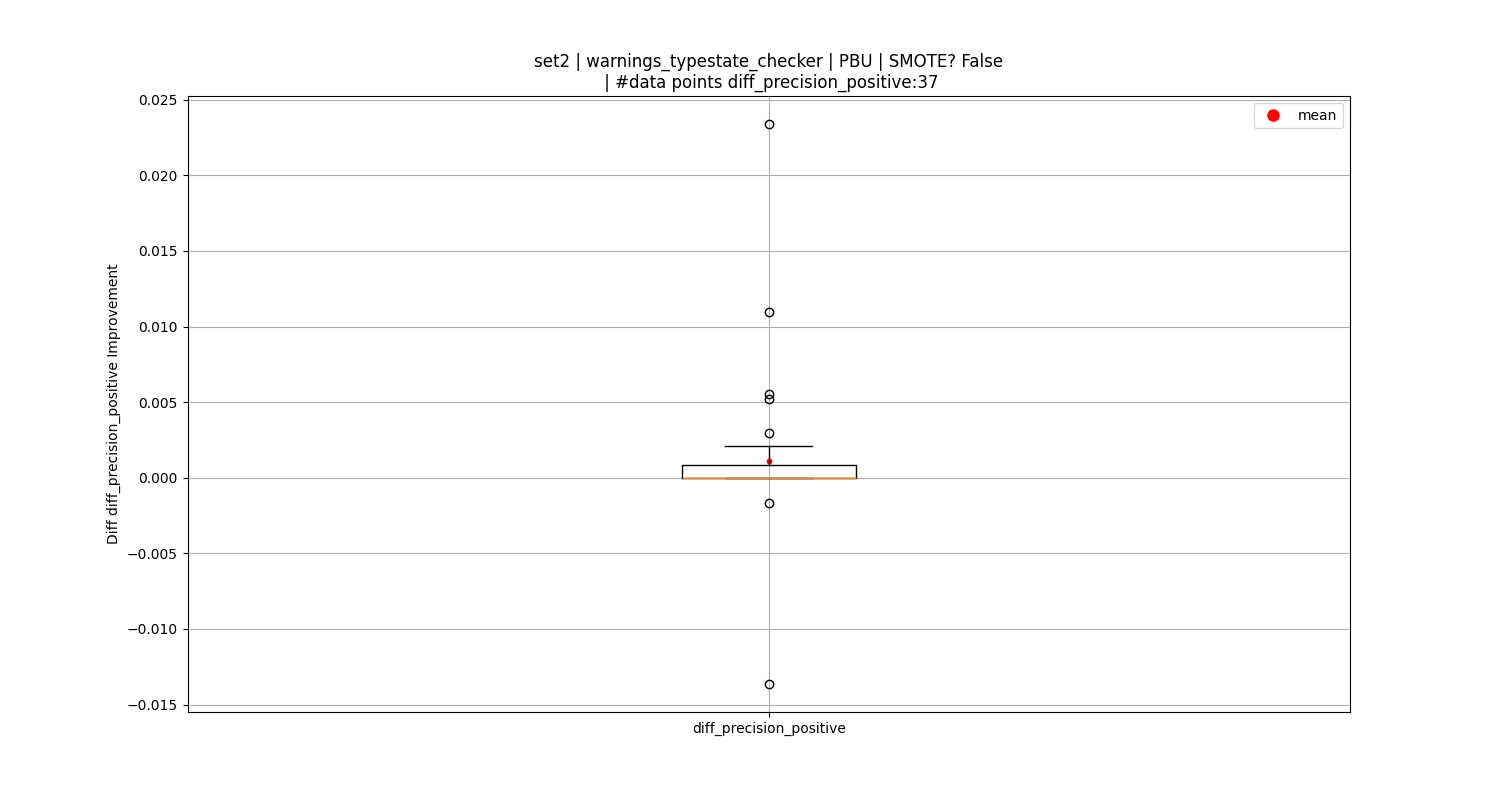 set2 | warnings_typestate_checker | PBU | SMOTE? False
| #data points diff_precision_positive:37
mean
0.025
0.020
0.015
0.010
0.005
0.000
−0.005
−0.010
−0.015
Diff diff_precision_positive Improvement
diff_precision_positive